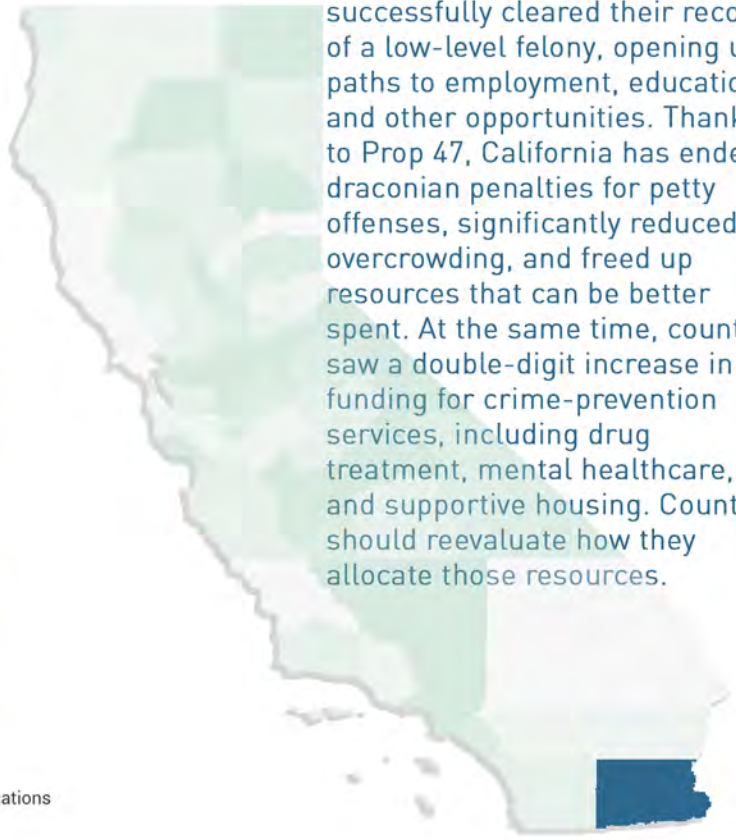 successfully cleared their reco
of a low-level felony, opening u
paths to employment, educatio
and other opportunities. Thank
to Prop 47, California has ende
draconian penalties for petty
offenses, significantly reduced
overcrowding, and freed up
resources that can be better
spent. At the same time, count
saw a double-digit increase in
funding for crime-prevention
services, including drug
treatment, mental healthcare,
and supportive housing. Count
should reevaluate how they
allocate those resources.
ations